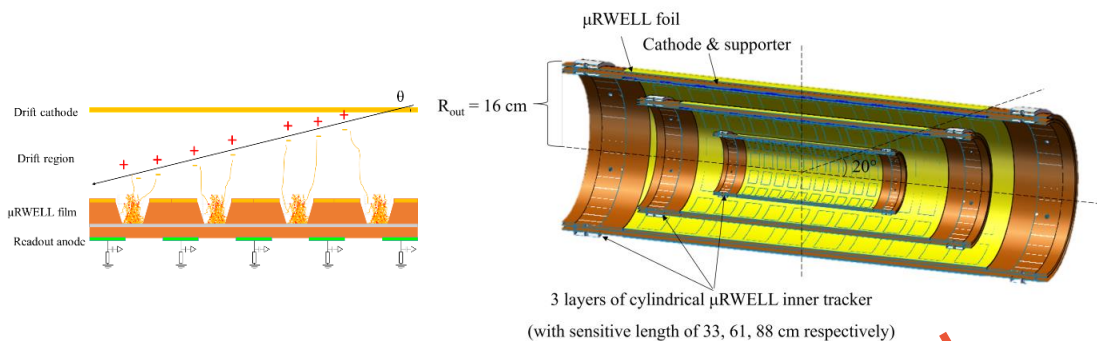 θ
Drift cathode
Drift region
μRWELL film
Readout anode
μRWELL foil
Cathode & supporter
Rout = 16 cm
20°
3 layers of cylindrical μRWELL inner tracker
(with sensitive length of 33, 61, 88 cm respectively)